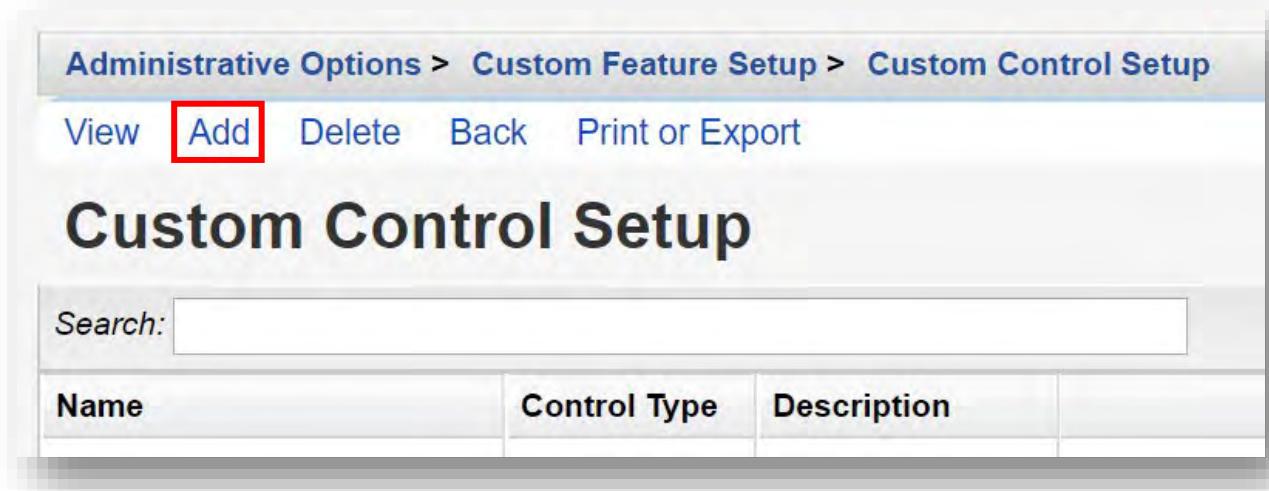 Administrative Options > Custom Feature Setup > Custom Control Setup
View Add Delete Back Print or Export
Custom Control Setup
Search:
Name Control Type Description